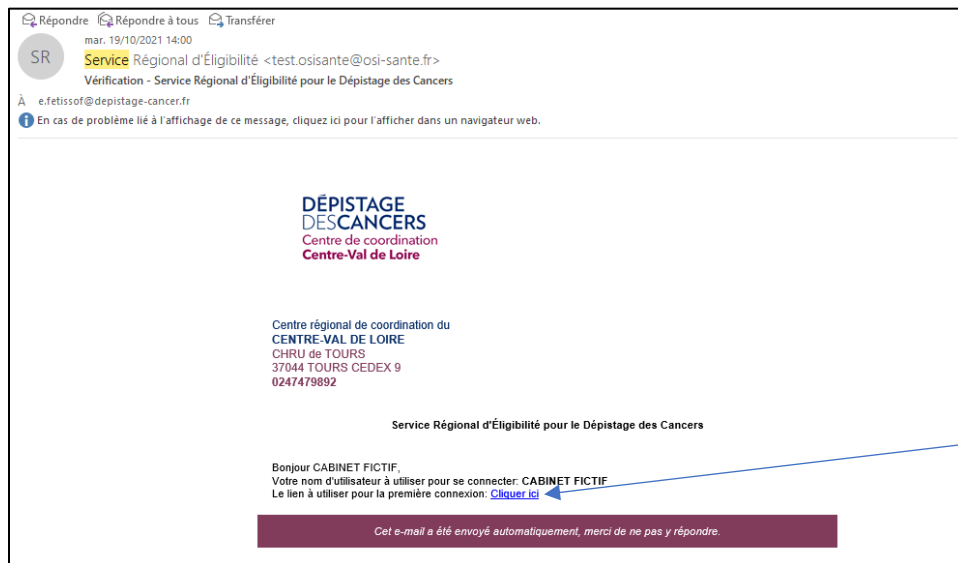 Répondre Répondre à tous Transférer
mar. 19/10/2021 14:00
SR
Service Régional d'Éligibilité <test.osisante@osi-sante.fr>
Vérification - Service Régional d'Éligibilité pour le Dépistage des Cancers
À e.fetissof@depistage-cancer.fr
En cas de problème lié à l'affichage de ce message, cliquez ici pour l'afficher dans un navigateur web.
DÉPISTAGE
DESCANCERS
Centre de coordination
Centre-Val de Loire
Centre régional de coordination du
CENTRE-VAL DE LOIRE
CHRU de TOURS
37044 TOURS CEDEX 9
0247479892
Service Régional d'Éligibilité pour le Dépistage des Cancers
Bonjour CABINET FICTIF,
Votre nom d'utilisateur à utiliser pour se connecter: CABINET FICTIF
Le lien à utiliser pour la première connexion: Cliquer ici
Cet e-mail a été envoyé automatiquement, merci de ne pas y répondre.